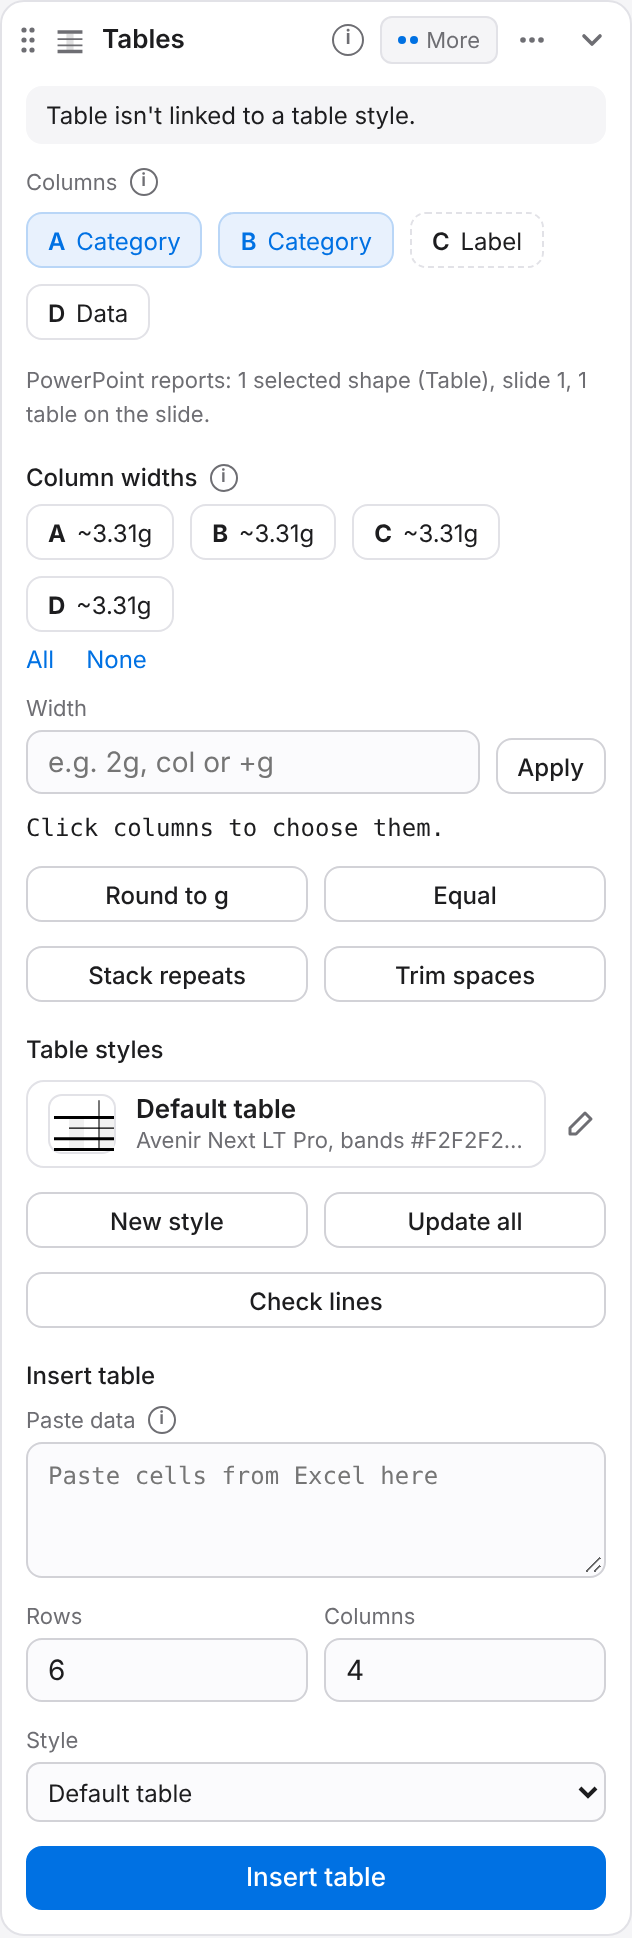 Tables
More
Table isn't linked to a table style.
Columns
A Category
B Category
C Label
D Data
PowerPoint reports: 1 selected shape (Table), slide 1, 1
table on the slide.
Column widths
A ~3.31g
B ~3.31g
C ~3.31g
D ~3.31g
All None
Width
e.g. 2g, col or +g
Apply
Click columns to choose them.
Round to g
Equal
Stack repeats
Trim spaces
Table styles
Default table
Avenir Next LT Pro, bands #F2F2F2...
New style
Update all
Check lines
Insert table
Paste data
Paste cells from Excel here
Rows
Columns
6
4
Style
Default table
Insert table